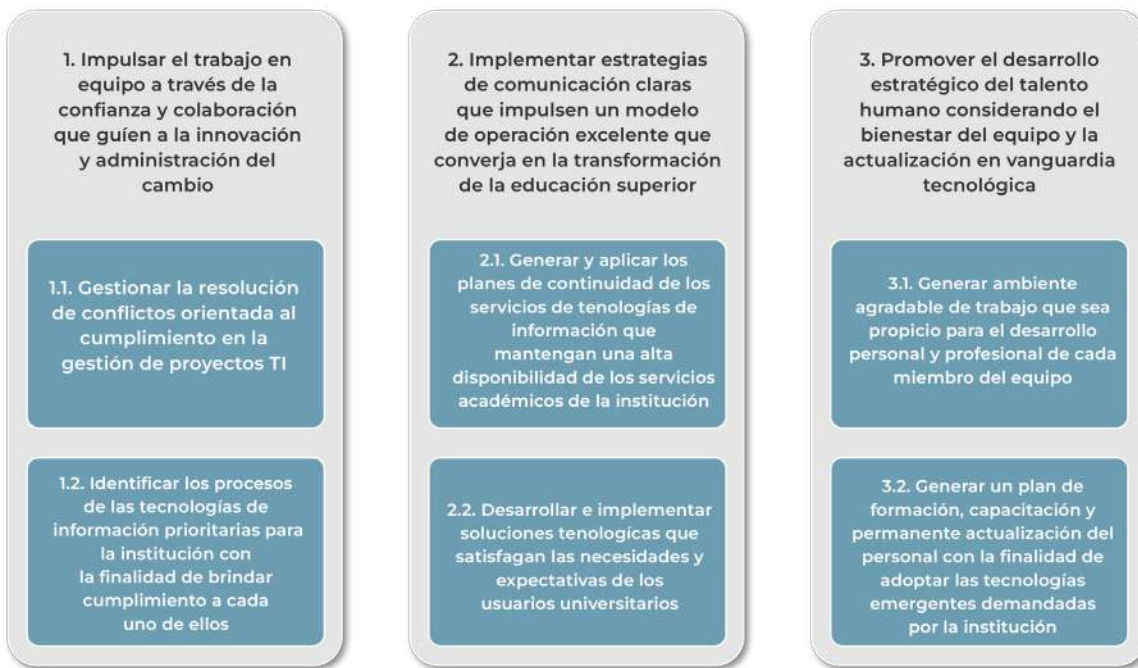 1. Impulsar el trabajo en
equipo a través de la
confianza y colaboración
que guíen a la innovación
y administración del
cambio
1.1. Gestionar la resolución
de conflictos orientada al
cumplimiento en la
gestión de proyectos TI
1.2. Identificar los procesos
de las tecnologías de
información prioritarias para
la institución con
la finalidad de brindar
cumplimiento a cada
uno de ellos
2. Implementar estrategias
de comunicación claras
que impulsen un modelo
de operación excelente que
converja en la transformación
de la educación superior
2.1. Generar y aplicar los
planes de continuidad de los
servicios de tenologías de
información que
mantengan una alta
disponibilidad de los servicios
académicos de la institución
2.2. Desarrollar e implementar
soluciones tenologícas que
satisfagan las necesidades y
expectativas de los
usuarios universitarios
3. Promover el desarrollo
estratégico del talento
humano considerando el
bienestar del equipo y la
actualización en vanguardia
tecnológica
3.1. Generar ambiente
agradable de trabajo que sea
propicio para el desarrollo
personal y profesional de cada
miembro del equipo
3.2. Generar un plan de
formación, capacitación y
permanente actualización del
personal con la finalidad de
adoptar las tecnologías
emergentes demandadas
por la institución